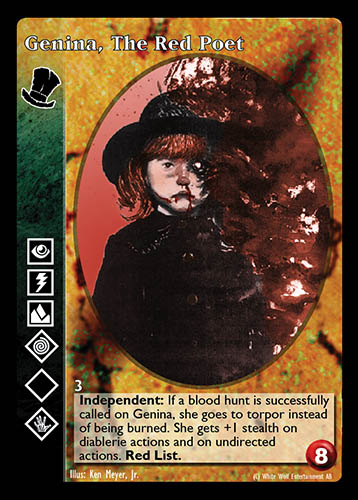 Genina, The Red Poet
3
Independent: If a blood hunt is successfully
called on Genina, she goes to torpor instead
of being burned. She gets +1 stealth on
diablerie actions and on undirected
actions. Red List.
8
Illus: Ken Meyer, Jr.
(C) White Wolf Entertainment AB